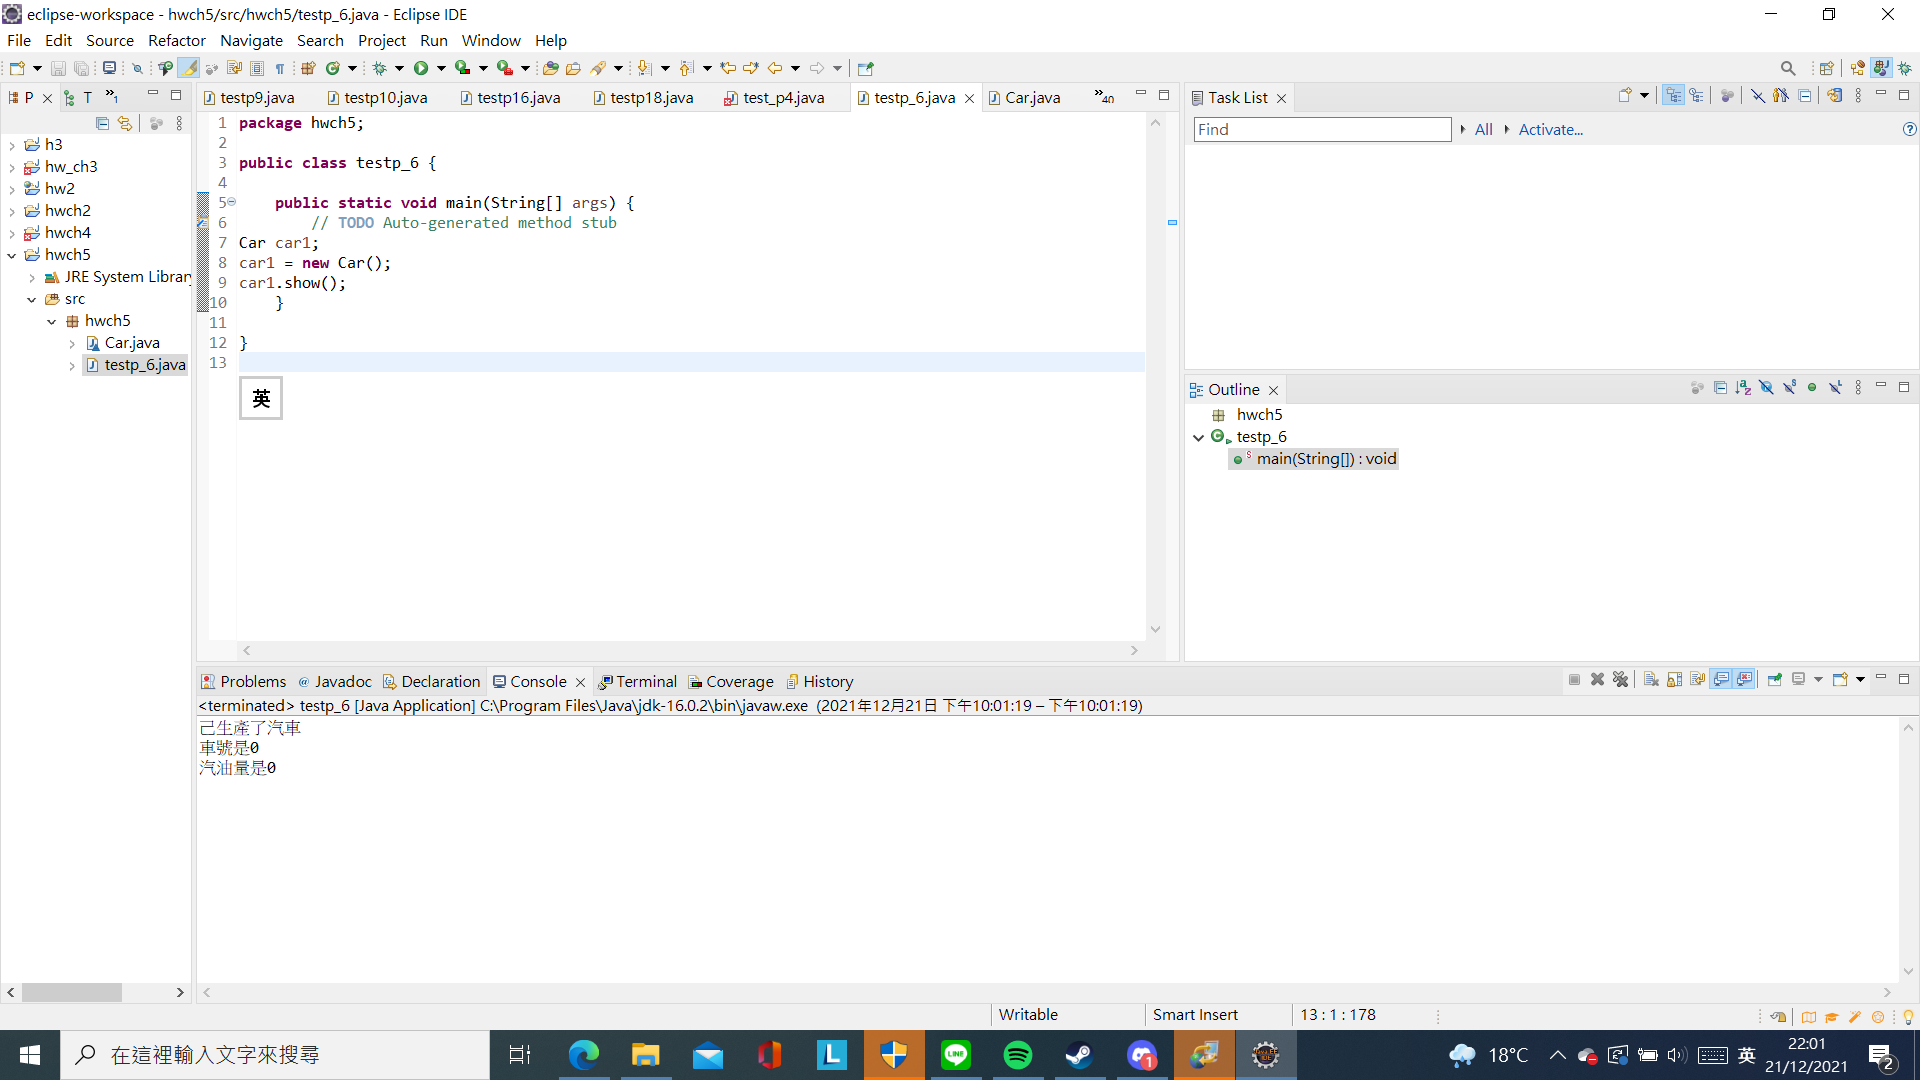 eclipse-workspace - hwch5/src/hwch5/testp_6.java - Eclipse IDE
File Edit Source Refactor Navigate Search Project Run Window Help
P T »1
h3
hw_ch3
hw2
hwch2
hwch4
hwch5
JRE System Library
src
hwch5
Car.java
testp_6.java
testp9.java testp10.java testp16.java testp18.java test_p4.java testp_6.java Car.java »40
1 package hwch5;
2
3 public class testp_6 {
4
5 public static void main(String[] args) {
6 // TODO Auto-generated method stub
7 Car car1;
8 car1 = new Car();
9 car1.show();
10 }
11
12 }
13
英
Task List
Find All Activate...
Outline
hwch5
testp_6
main(String[]) : void
Problems Javadoc Declaration Console Terminal Coverage History
<terminated> testp_6 [Java Application] C:\Program Files\Java\jdk-16.0.2\bin\javaw.exe (2021年12月21日 下午10:01:19 – 下午10:01:19)
己生產了汽車
車號是0
汽油量是0
Writable Smart Insert 13 : 1 : 178
在這裡輸入文字來搜尋
L
LINE
1
18°C
英
22:01
21/12/2021
2